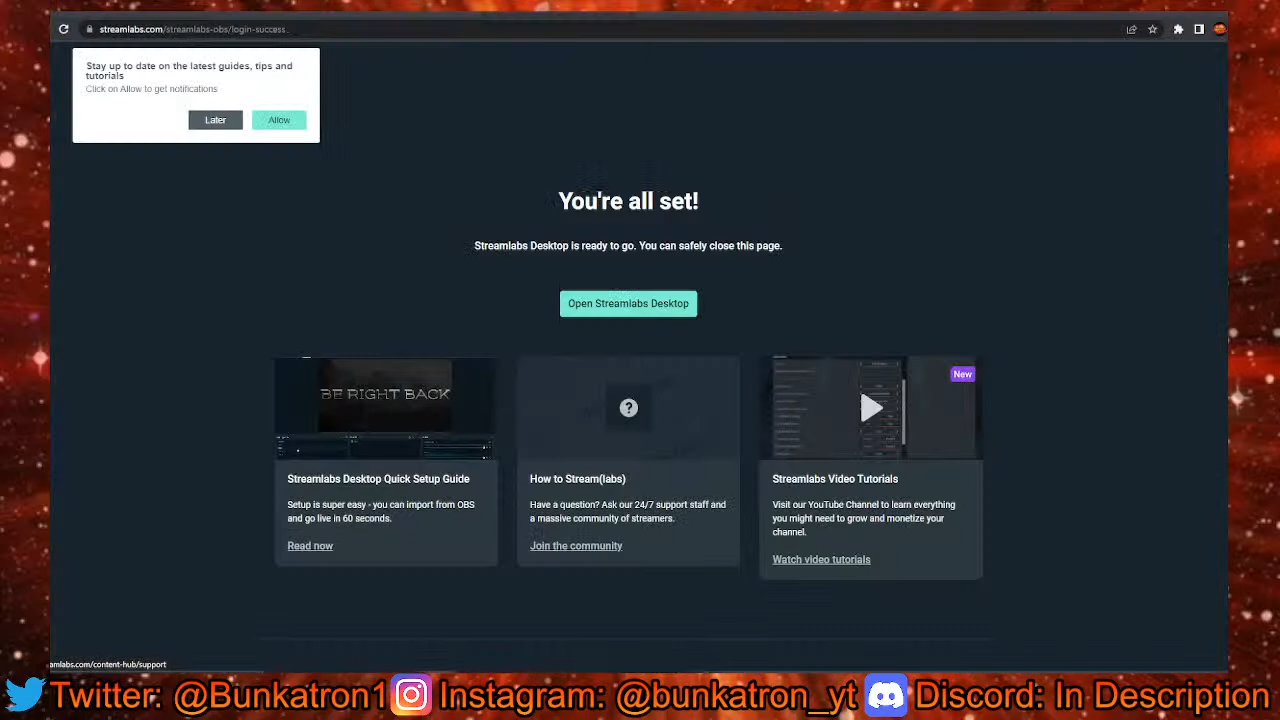 streamlabs.com/streamlabs-obs/login-success
Stay up to date on the latest guides, tips and
tutorials
Click on Allow to get notifications
Later
Allow
You're all set!
Streamlabs Desktop is ready to go. You can safely close this page.
Open Streamlabs Desktop
BE RIGHT BACK
New
Streamlabs Desktop Quick Setup Guide
Setup is super easy - you can import from OBS
and go live in 60 seconds.
Read now
How to Stream(labs)
Have a question? Ask our 24/7 support staff and
a massive community of streamers.
Join the community
Streamlabs Video Tutorials
Visit our YouTube Channel to learn everything
you might need to grow and monetize your
channel.
Watch video tutorials
amlabs.com/content-hub/support
Twitter: @Bunkatron1 Instagram: @bunkatron_yt Discord: In Description